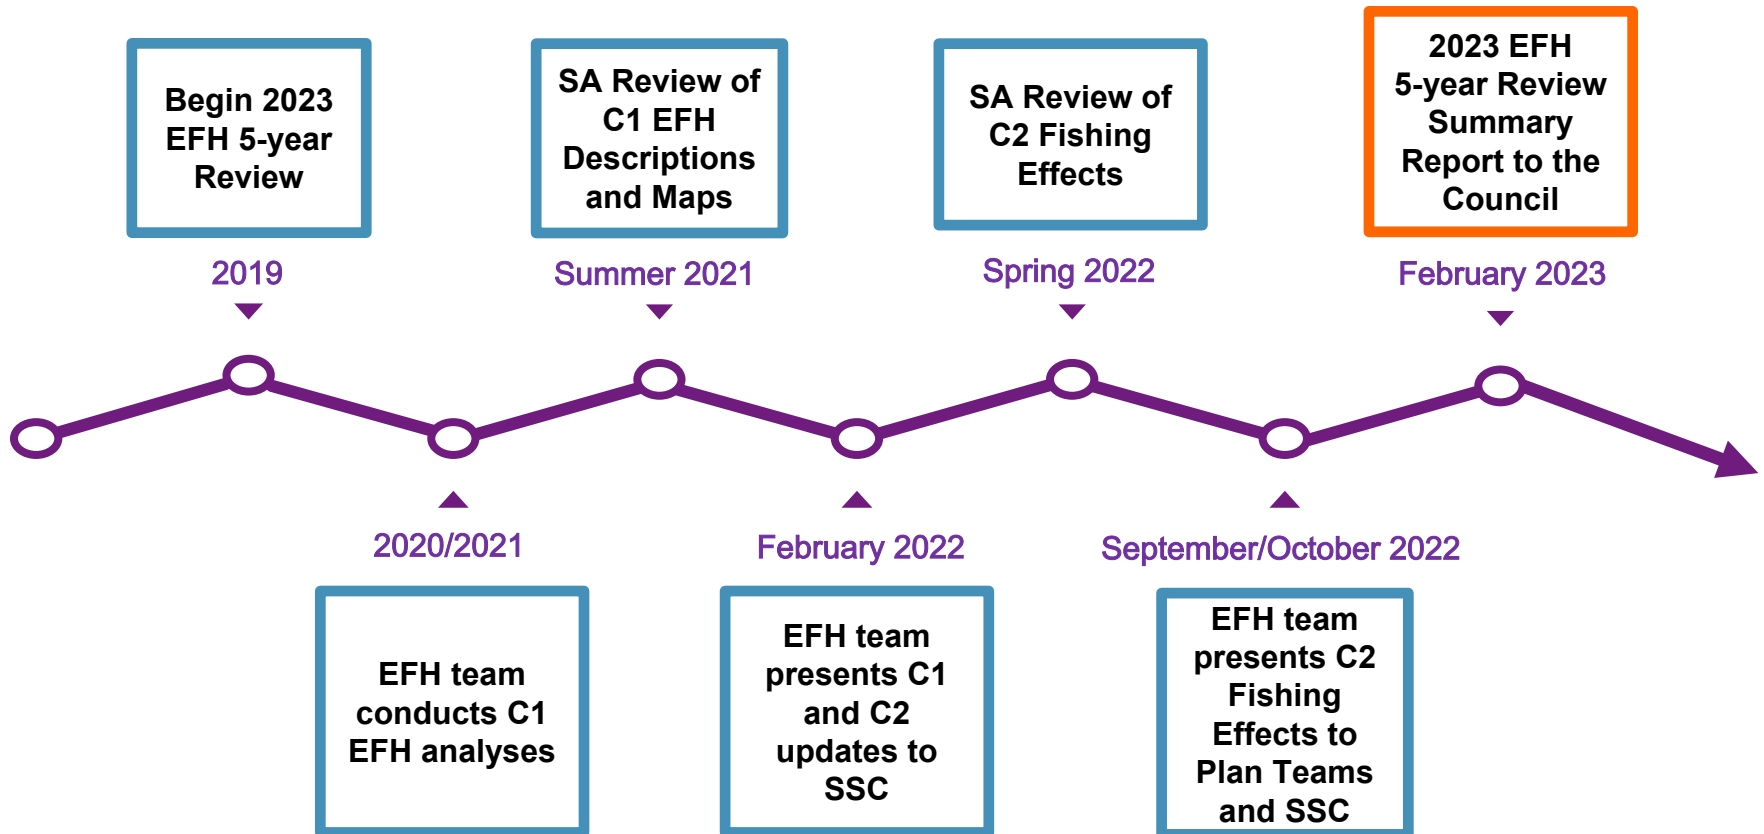 Begin 2023
EFH 5-year
Review
2019
SA Review of
C1 EFH
Descriptions
and Maps
Summer 2021
SA Review of
C2 Fishing
Effects
Spring 2022
2023 EFH
5-year Review
Summary
Report to the
Council
February 2023
2020/2021
EFH team
conducts C1
EFH analyses
February 2022
EFH team
presents C1
and C2
updates to
SSC
September/October 2022
EFH team
presents C2
Fishing
Effects to
Plan Teams
and SSC